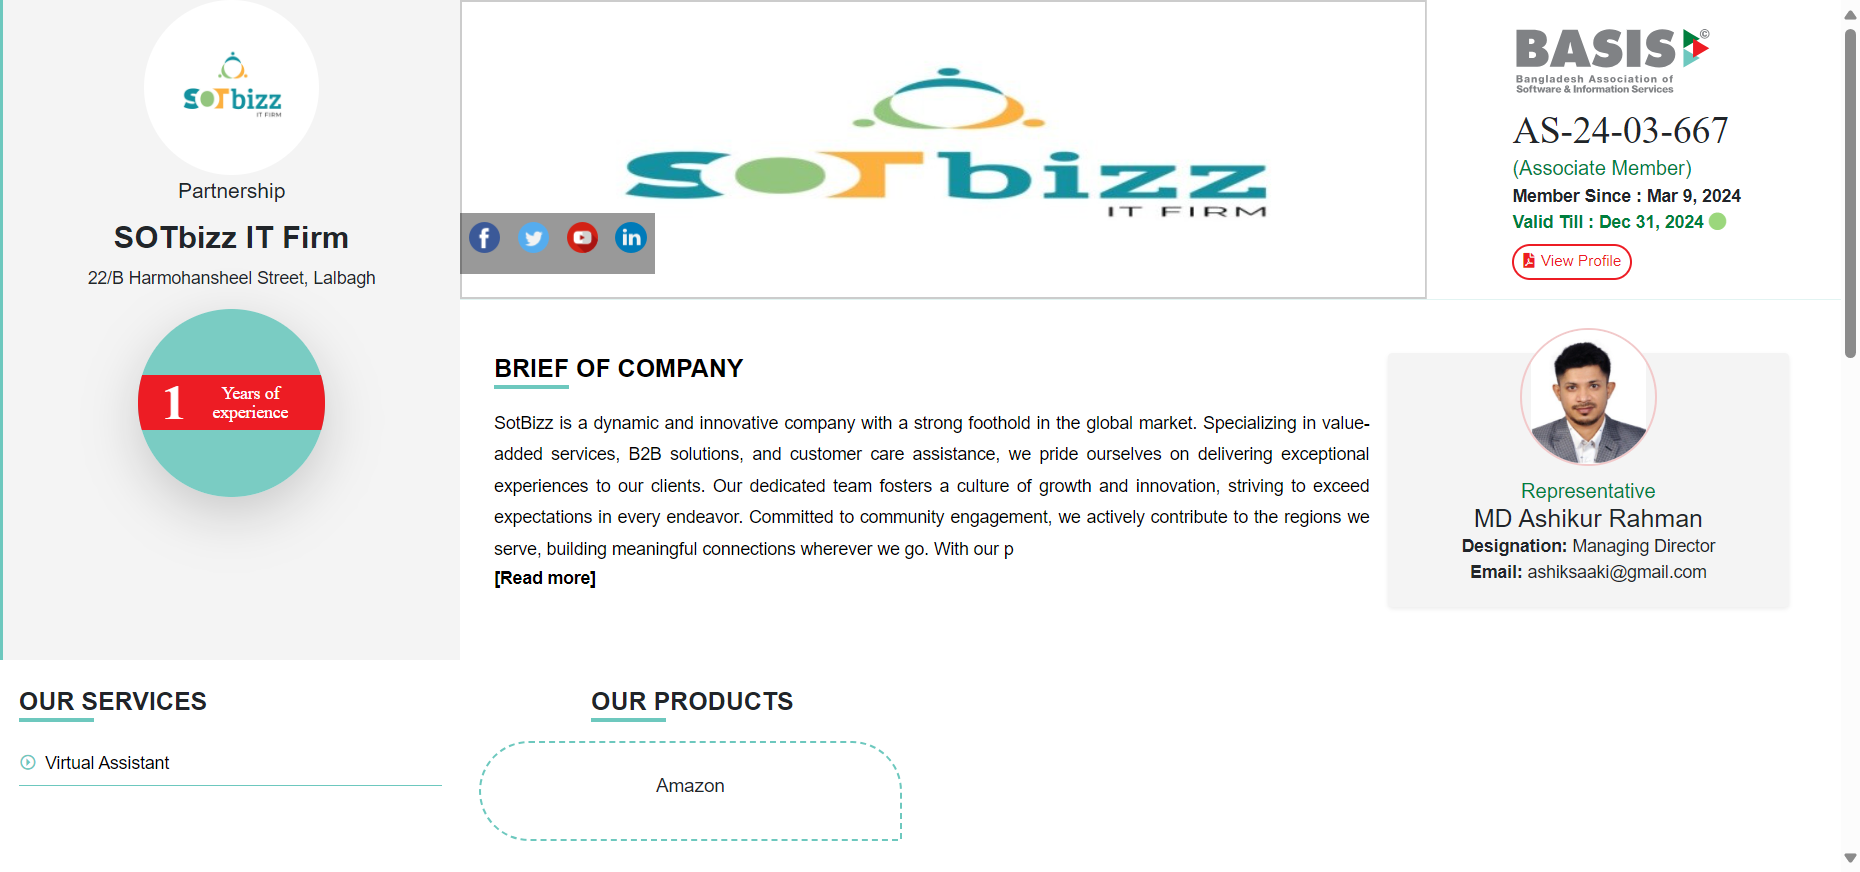 SOTbizz
IT FIRM
Partnership
SOTbizz IT Firm
22/B Harmohansheel Street, Lalbagh
1 Years of
experience
SOTbizz
IT FIRM
BASIS©
Bangladesh Association of
Software & Information Services
AS-24-03-667
(Associate Member)
Member Since : Mar 9, 2024
Valid Till : Dec 31, 2024
View Profile
BRIEF OF COMPANY
SotBizz is a dynamic and innovative company with a strong foothold in the global market. Specializing in value-
added services, B2B solutions, and customer care assistance, we pride ourselves on delivering exceptional
experiences to our clients. Our dedicated team fosters a culture of growth and innovation, striving to exceed
expectations in every endeavor. Committed to community engagement, we actively contribute to the regions we
serve, building meaningful connections wherever we go. With our p
[Read more]
Representative
MD Ashikur Rahman
Designation: Managing Director
Email: ashiksaaki@gmail.com
OUR SERVICES
Virtual Assistant
OUR PRODUCTS
Amazon